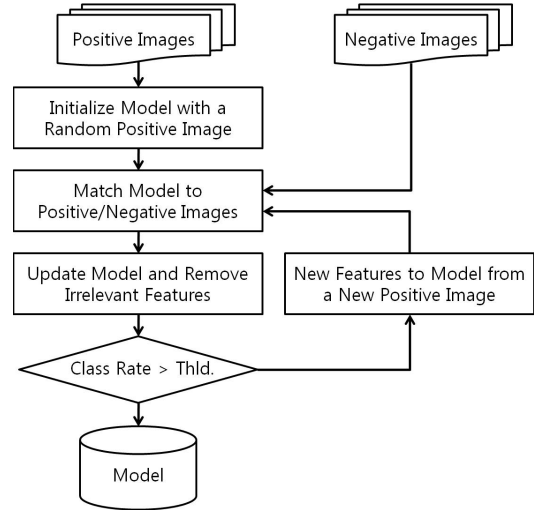 Positive Images
Negative Images
Initialize Model with a
Random Positive Image
Match Model to
Positive/Negative Images
Update Model and Remove
Irrelevant Features
New Features to Model from
a New Positive Image
Class Rate > Thld.
Model